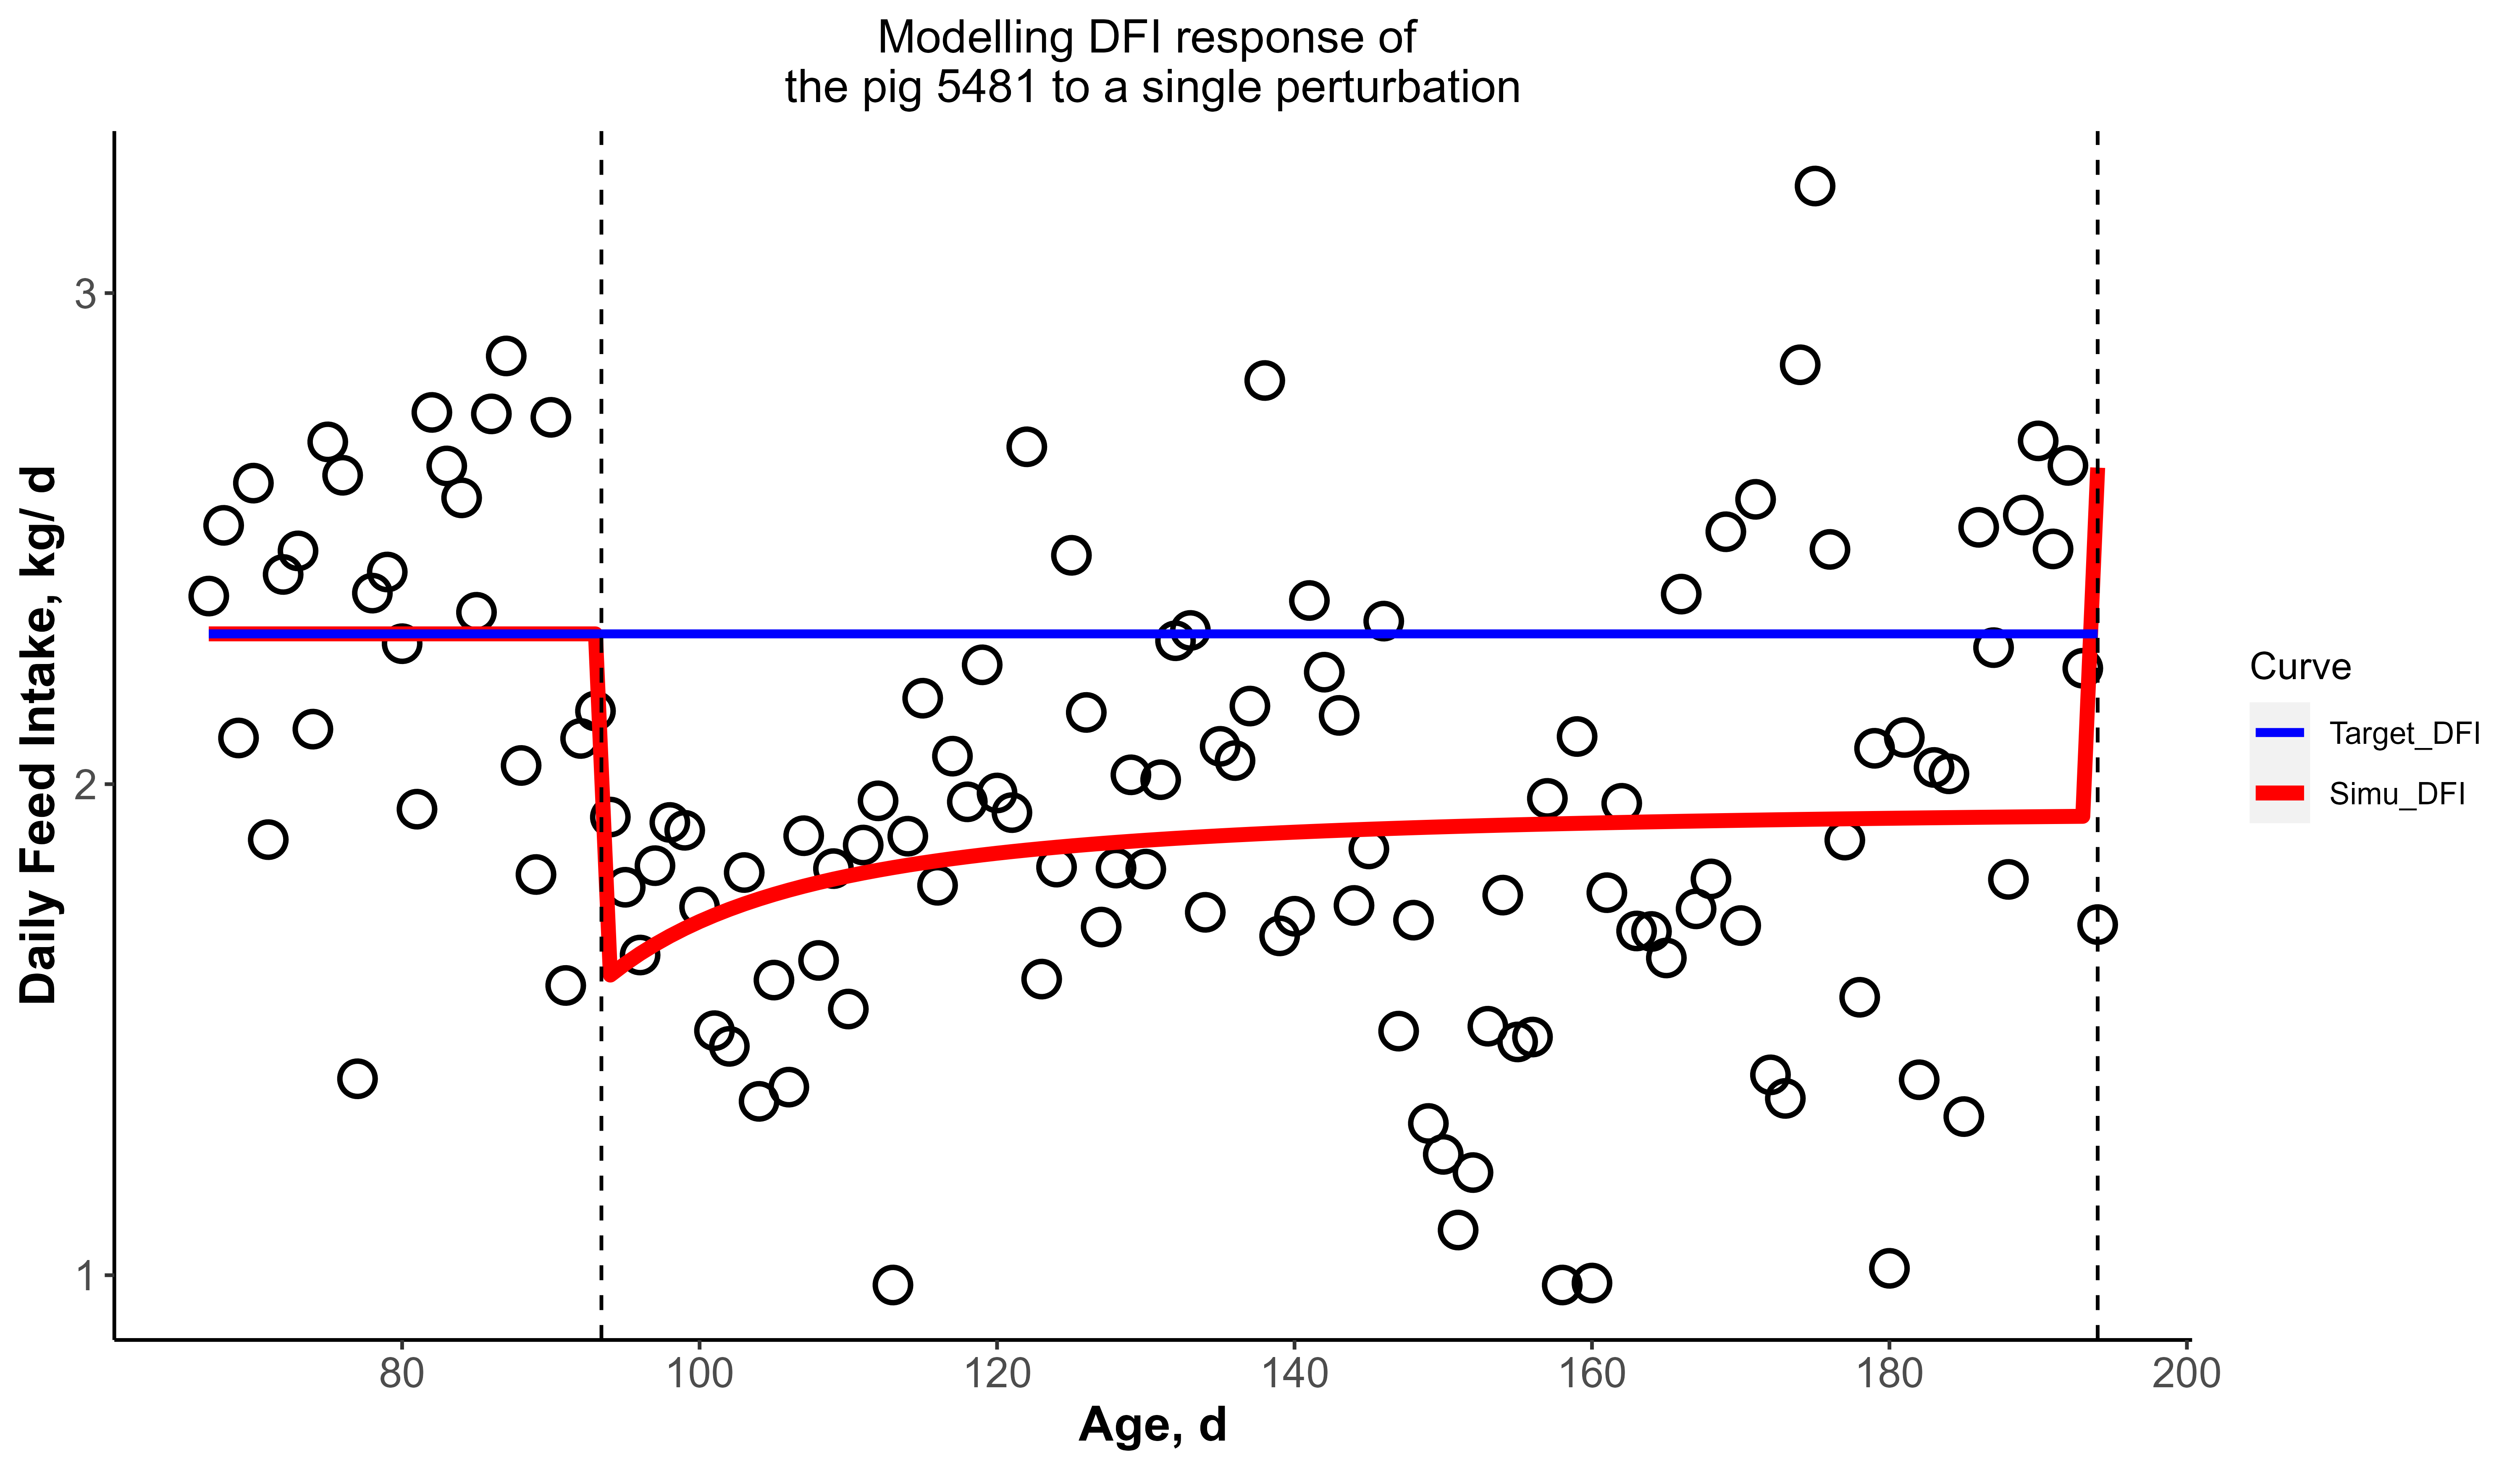 Modelling DFI response of
the pig 5481 to a single perturbation
Daily Feed Intake, kg/ d
3
2
1
80
100
120
140
160
180
200
Age, d
Curve
Target_DFI
Simu_DFI